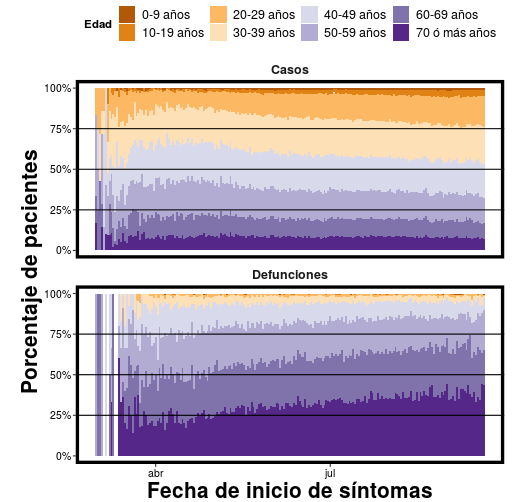 Edad
0-9 años 20-29 años 40-49 años 60-69 años
10-19 años 30-39 años 50-59 años 70 ó más años
Casos
100%
75%
50%
25%
0%
Defunciones
100%
75%
50%
25%
0%
abr jul
Porcentaje de pacientes
Fecha de inicio de síntomas